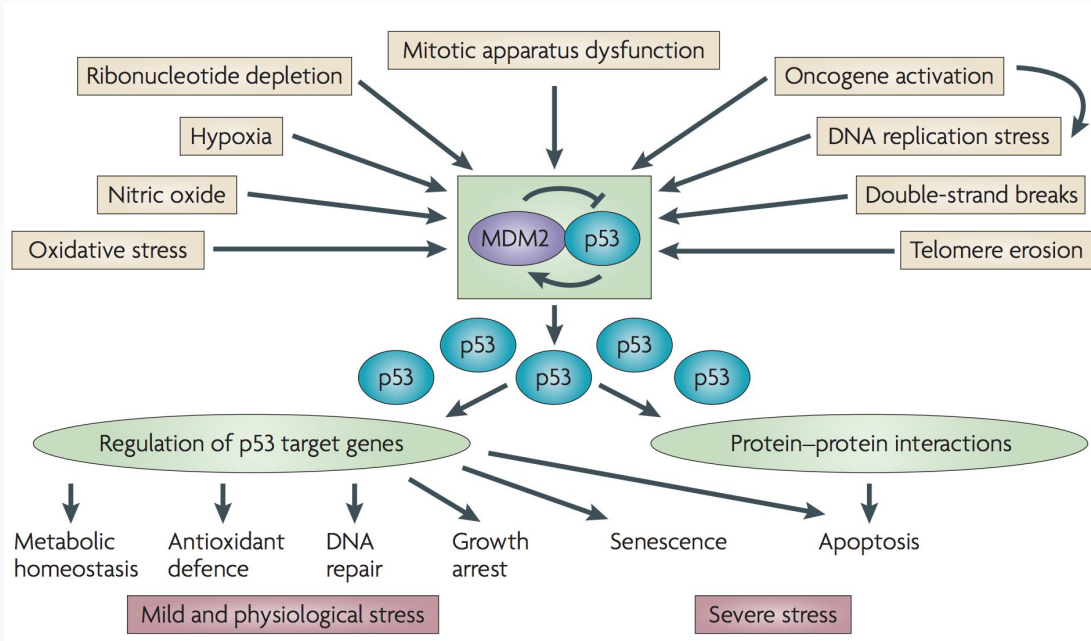 Mitotic apparatus dysfunction
Ribonucleotide depletion
Oncogene activation
Hypoxia
DNA replication stress
Nitric oxide
Double-strand breaks
Oxidative stress
MDM2
p53
Telomere erosion
p53
p53
p53
p53
p53
Regulation of p53 target genes
Protein–protein interactions
Metabolic
homeostasis
Antioxidant
defence
DNA
repair
Growth
arrest
Senescence
Apoptosis
Mild and physiological stress
Severe stress